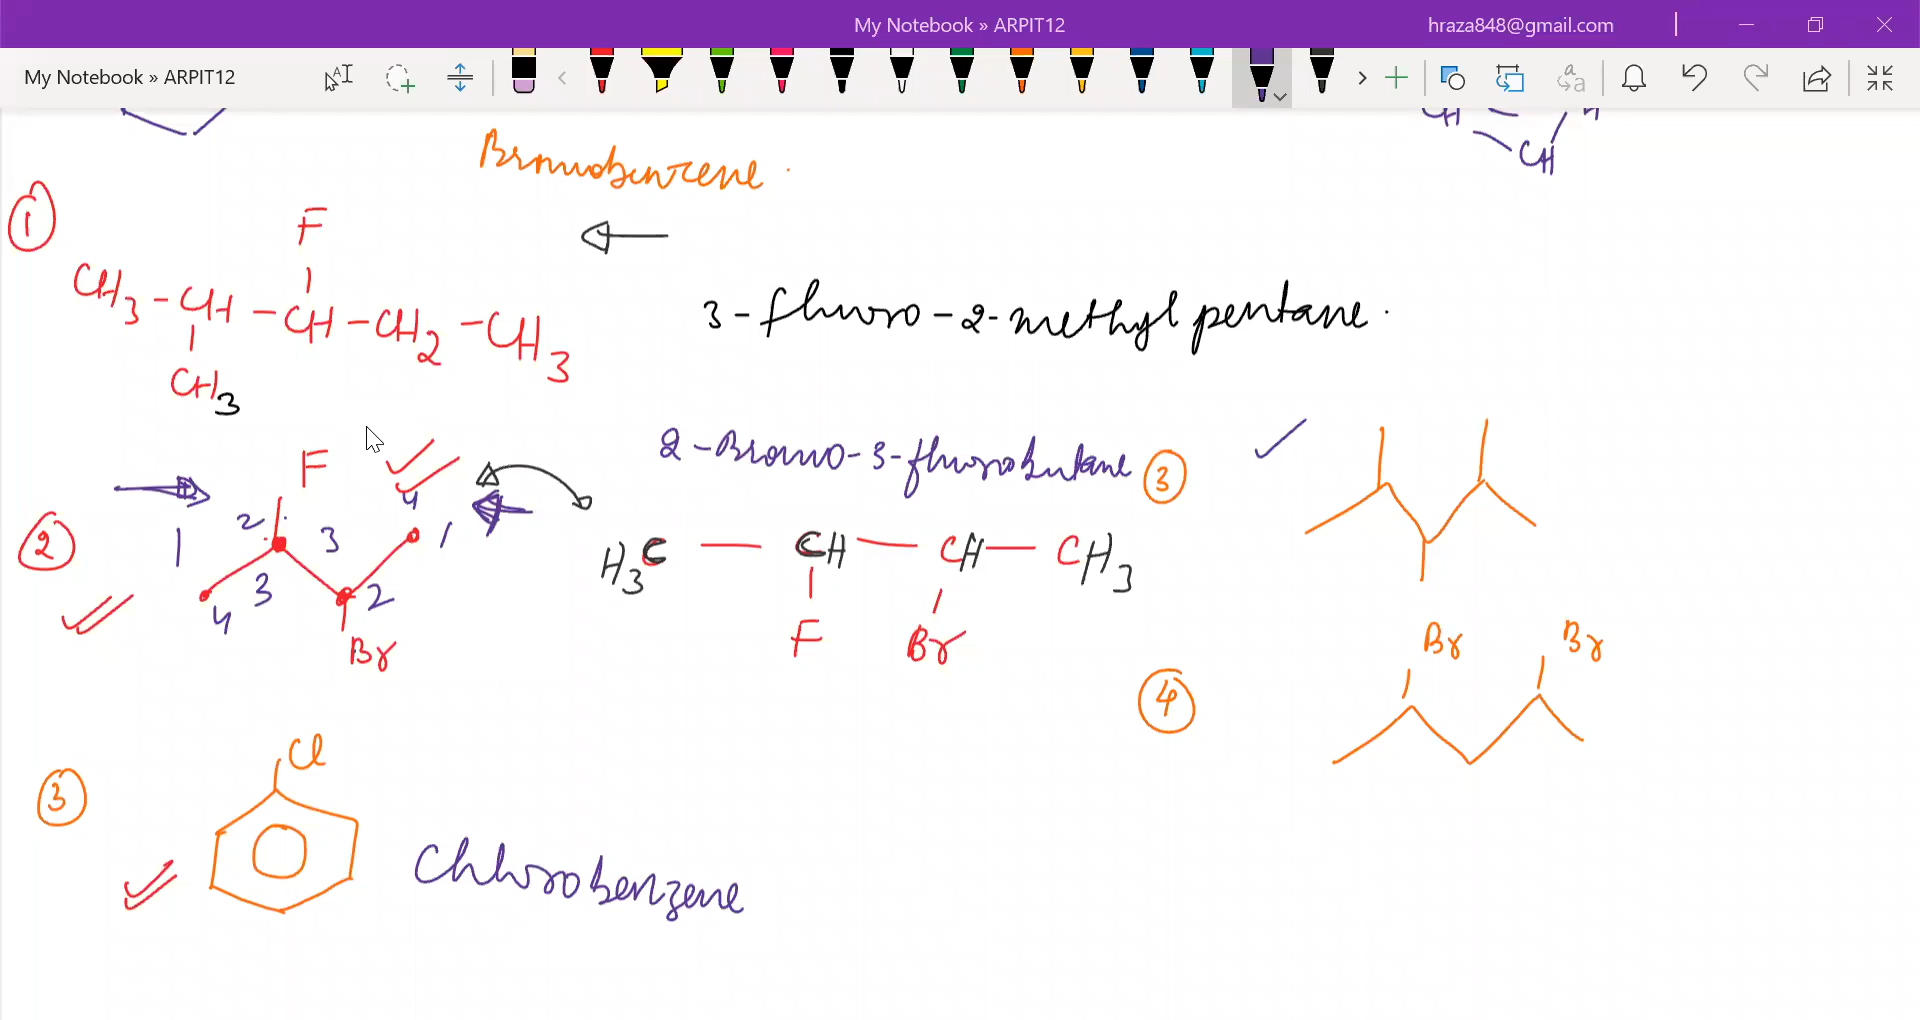 My Notebook » ARPIT12
hraza848@gmail.com
My Notebook » ARPIT12
CH
CH
Bromobenzene .
1
F
CH3 - CH - CH - CH2 - CH3
CH3
3 - fluoro - 2 - methyl pentane .
2
F
1 2 3 4
4 3 2 1
Br
2 - Bromo - 3 - fluorobutane
H3C — CH — CH — CH3
F Br
3
4
Br Br
3
Cl
Chlorobenzene